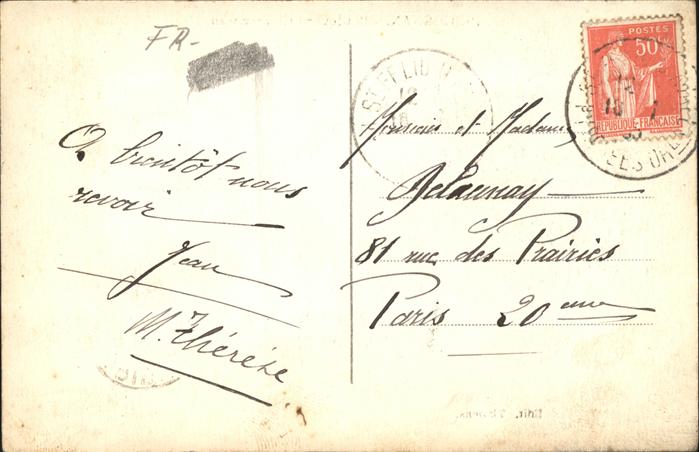 FR-
A bientôt nous
revoir
Jean
M. Thérèse
POSTES
50c
REPUBLIQUE FRANÇAISE
Monsieur et Madame
Delaunay
81 rue des Prairies
Paris 20eme
Edit.